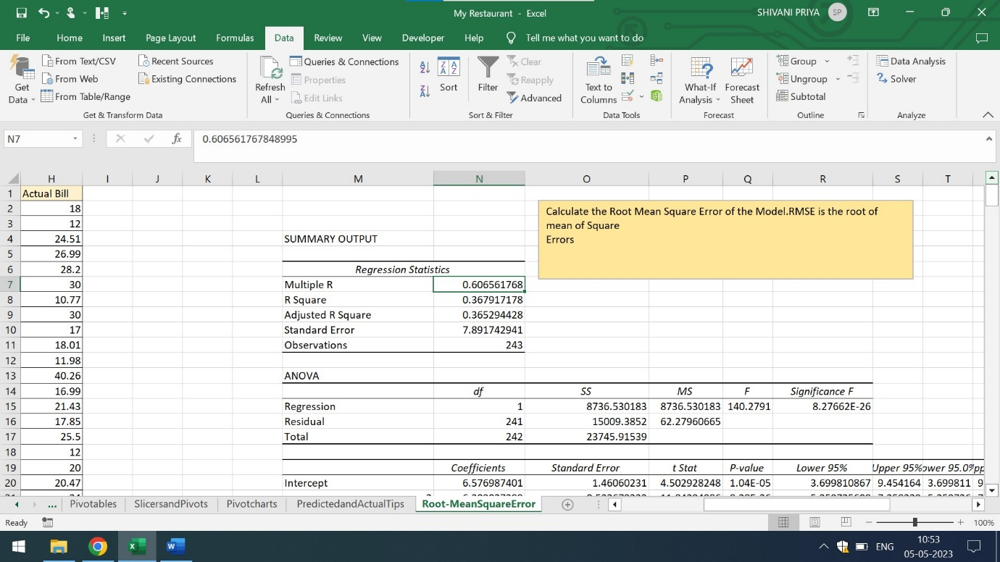 My Restaurant - Excel
SHIVANI PRIYA SP
File Home Insert Page Layout Formulas Data Review View Developer Help Tell me what you want to do
Get Data
From Text/CSV
From Web
From Table/Range
Recent Sources
Existing Connections
Get & Transform Data
Refresh All
Queries & Connections
Properties
Edit Links
Queries & Connections
Sort
Filter
Clear
Reapply
Advanced
Sort & Filter
Text to Columns
Data Tools
What-If Analysis
Forecast Sheet
Forecast
Group
Ungroup
Subtotal
Outline
Data Analysis
Solver
Analyze
N7 fx 0.606561767848995
H I J K L M N O P Q R S T
1 Actual Bill
2 18
3 12
4 24.51 SUMMARY OUTPUT
5 26.99
6 28.2 Regression Statistics
7 30 Multiple R 0.606561768
8 10.77 R Square 0.367917178
9 30 Adjusted R Square 0.365294428
10 17 Standard Error 7.891742941
11 18.01 Observations 243
12 11.98
13 40.26 ANOVA
14 16.99 df SS MS F Significance F
15 21.43 Regression 1 8736.530183 8736.530183 140.2791 8.27662E-26
16 17.85 Residual 241 15009.3852 62.27960665
17 25.5 Total 242 23745.91539
18 12
19 20 Coefficients Standard Error t Stat P-value Lower 95% Upper 95% ower 95.0%
20 20.47 Intercept 6.576987401 1.46060231 4.502928248 1.04E-05 3.699810867 9.454164 3.699811 9
Calculate the Root Mean Square Error of the Model.RMSE is the root of
mean of Square
Errors
... Pivotables SlicersandPivots Pivotcharts PredictedandActualTips Root-MeanSquareError
Ready 100%
ENG 10:53
05-05-2023